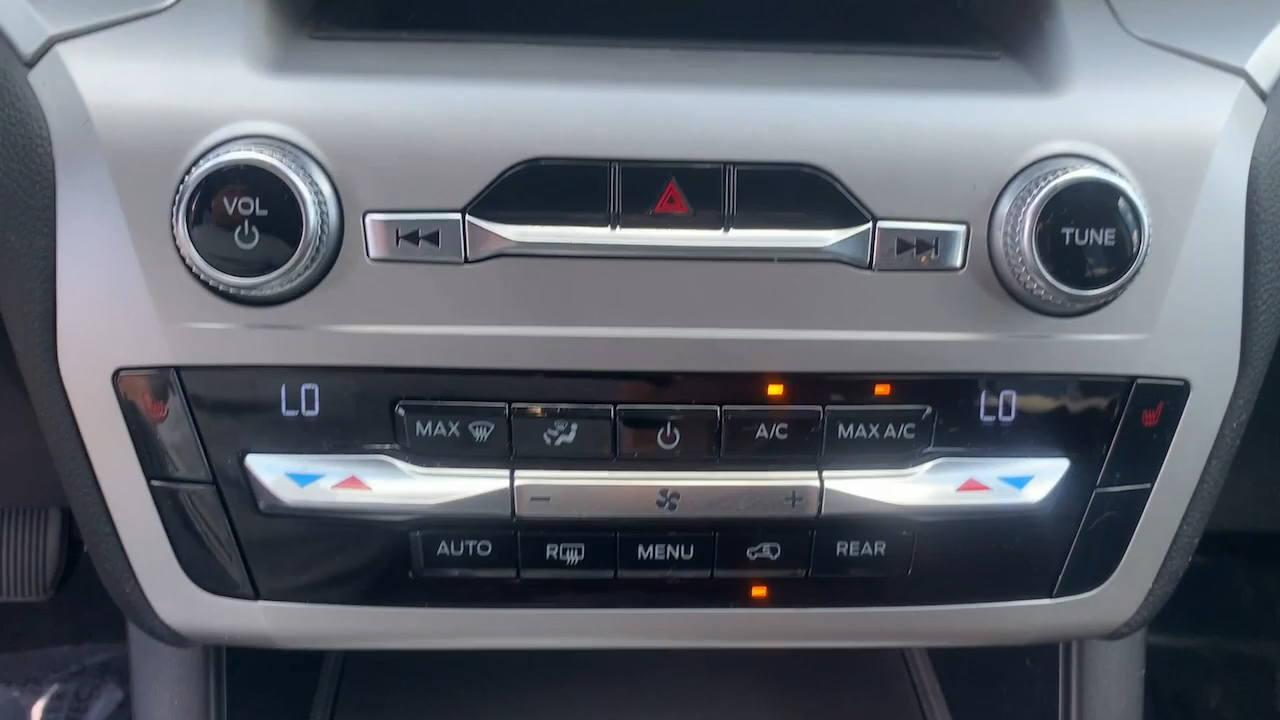 VOL
TUNE
LO
LO
MAX
A/C
MAX A/C
- +
AUTO
R
MENU
REAR